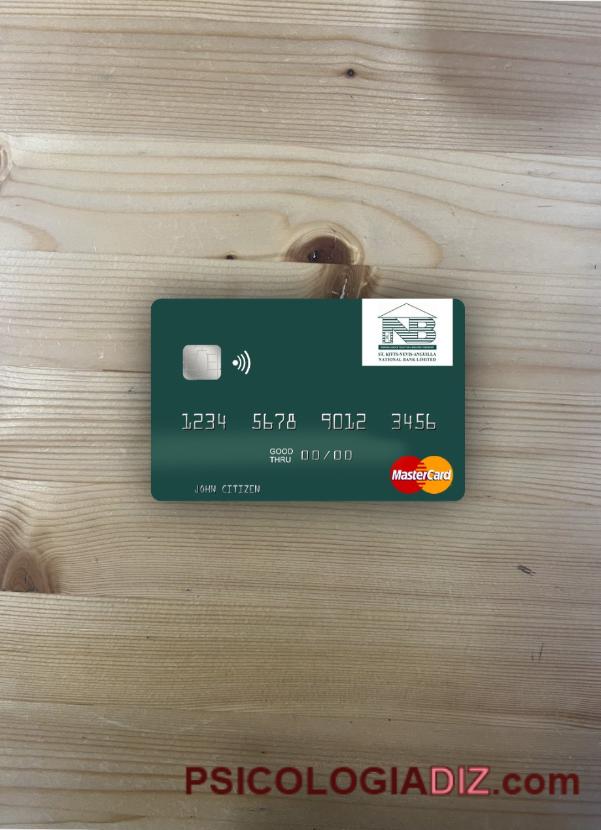 NB
ST. KITTS-NEVIS-ANGUILLA
NATIONAL BANK LIMITED
1234 5678 9012 3456
GOOD
THRU 00/00
MasterCard
JOHN CITIZEN
PSICOLOGIADIZ.com